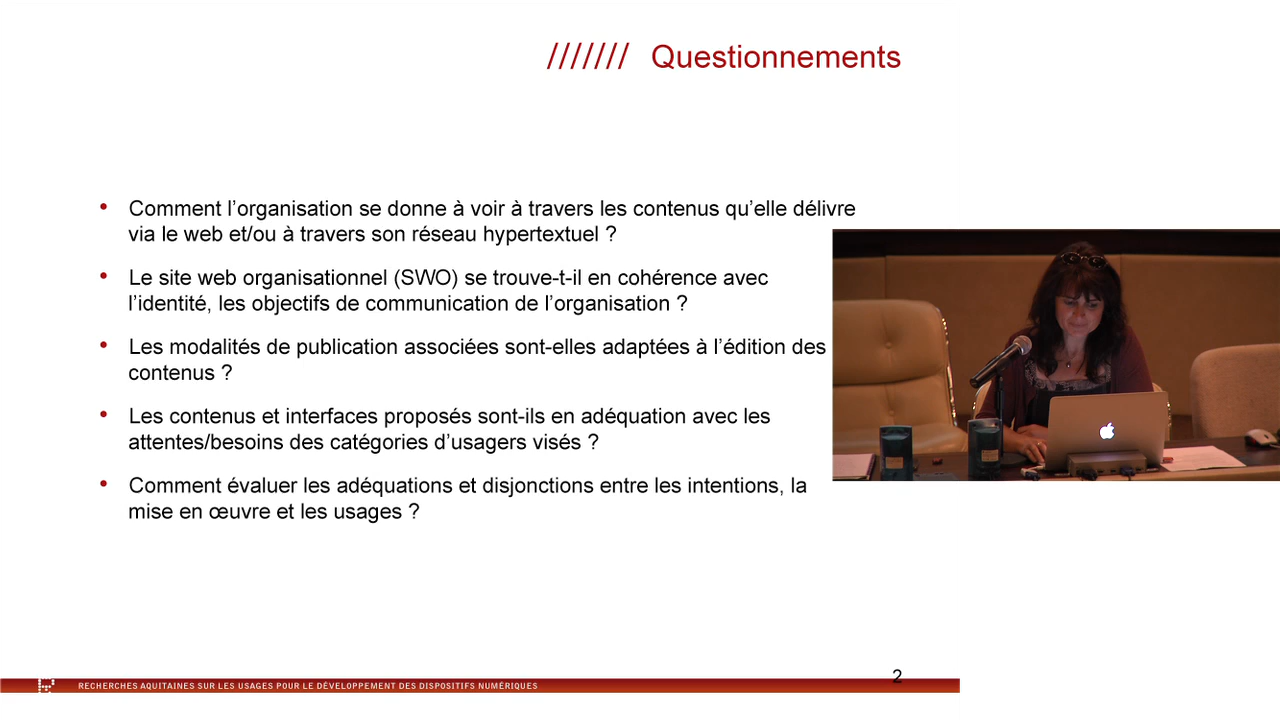 /////// Questionnements
• Comment l’organisation se donne à voir à travers les contenus qu’elle délivre
via le web et/ou à travers son réseau hypertextuel ?
• Le site web organisationnel (SWO) se trouve-t-il en cohérence avec
l’identité, les objectifs de communication de l’organisation ?
• Les modalités de publication associées sont-elles adaptées à l’édition des
contenus ?
• Les contenus et interfaces proposés sont-ils en adéquation avec les
attentes/besoins des catégories d’usagers visés ?
• Comment évaluer les adéquations et disjonctions entre les intentions, la
mise en œuvre et les usages ?
2
RECHERCHES AQUITAINES SUR LES USAGES POUR LE DÉVELOPPEMENT DES DISPOSITIFS NUMÉRIQUES